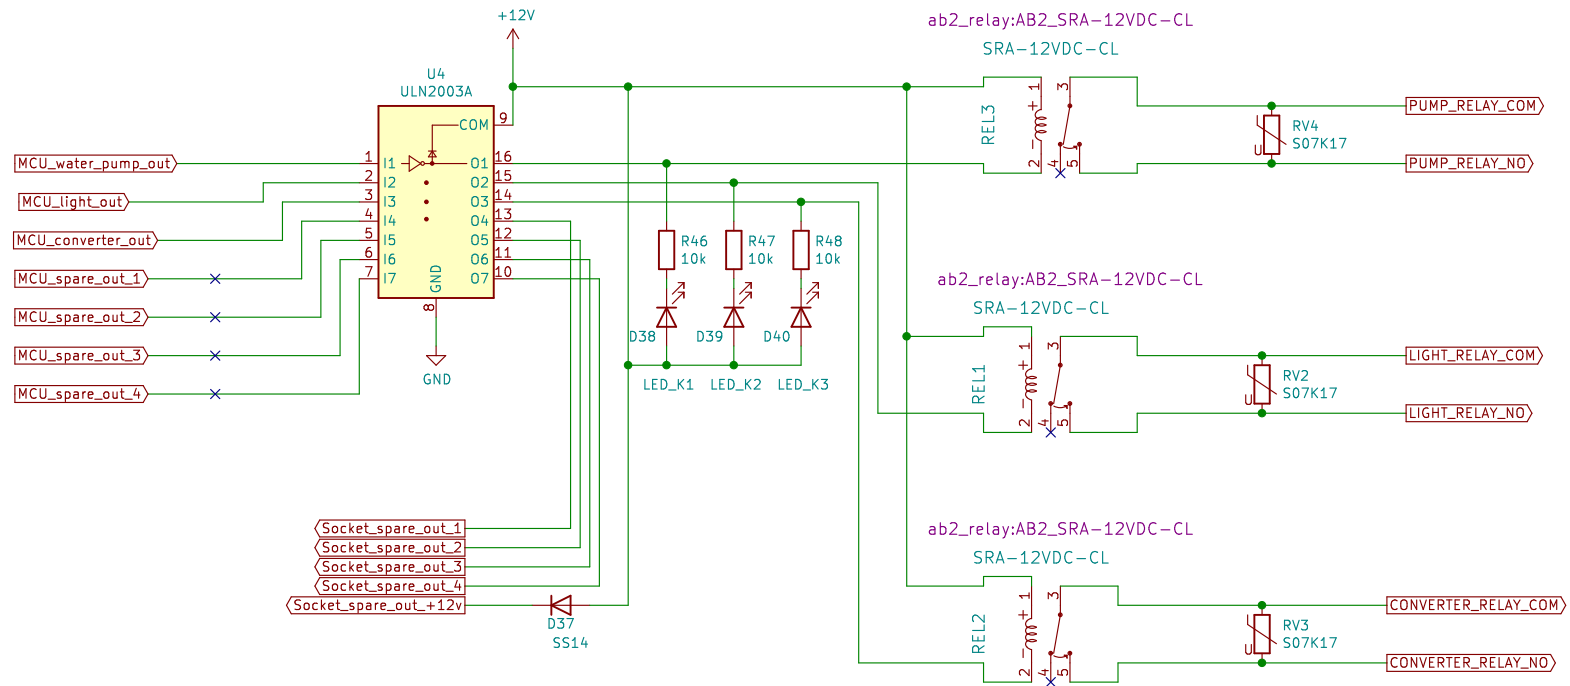 +12V
ab2_relay:AB2_SRA-12VDC-CL
SRA-12VDC-CL
U4
ULN2003A
REL3
1
+
-
2
3
4
5
PUMP_RELAY_COM
RV4
S07K17
U
PUMP_RELAY_NO
COM
9
MCU_water_pump_out
1
I1
O1
16
2
I2
O2
15
MCU_light_out
3
I3
O3
14
4
I4
O4
13
MCU_converter_out
5
I5
O5
12
6
I6
O6
11
MCU_spare_out_1
7
I7
O7
10
GND
8
GND
MCU_spare_out_2
MCU_spare_out_3
MCU_spare_out_4
R46
10k
R47
10k
R48
10k
D38
D39
D40
LED_K1
LED_K2
LED_K3
ab2_relay:AB2_SRA-12VDC-CL
SRA-12VDC-CL
REL1
1
+
-
2
3
4
5
LIGHT_RELAY_COM
RV2
S07K17
U
LIGHT_RELAY_NO
Socket_spare_out_1
Socket_spare_out_2
Socket_spare_out_3
Socket_spare_out_4
Socket_spare_out_+12v
D37
SS14
ab2_relay:AB2_SRA-12VDC-CL
SRA-12VDC-CL
REL2
1
+
-
2
3
4
5
CONVERTER_RELAY_COM
RV3
S07K17
U
CONVERTER_RELAY_NO